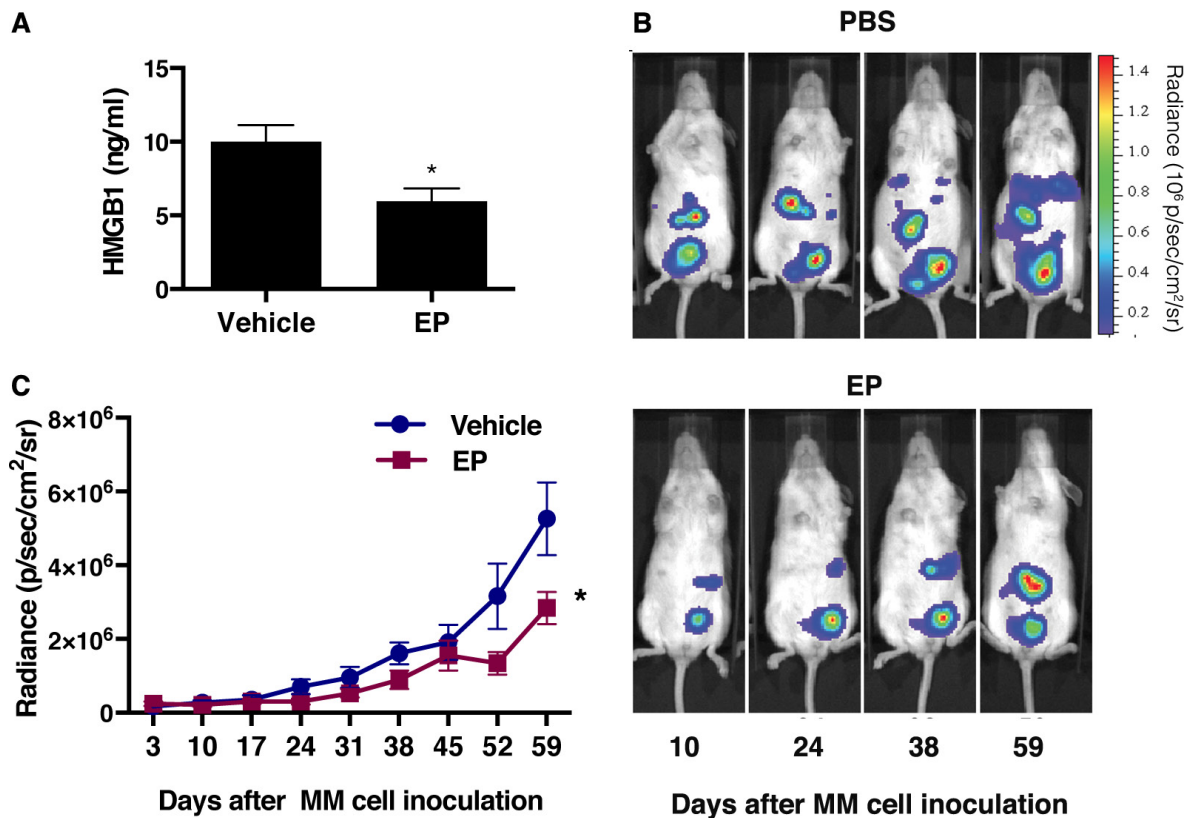 A
HMGB1 (ng/ml)
15
10
5
0
*
Vehicle
EP
B
PBS
1.4
1.2
1.0
0.8
0.6
0.4
0.2
Radiance (10⁶ p/sec/cm²/sr)
C
Radiance (p/sec/cm²/sr)
8×10⁶
6×10⁶
4×10⁶
2×10⁶
0
Vehicle
EP
*
3 10 17 24 31 38 45 52 59
Days after MM cell inoculation
EP
10 24 38 59
Days after MM cell inoculation